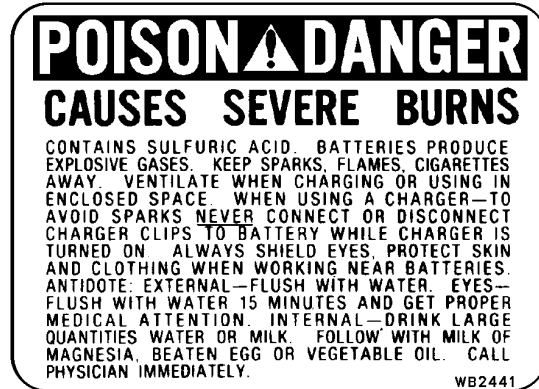 POISON DANGER
CAUSES SEVERE BURNS
CONTAINS SULFURIC ACID. BATTERIES PRODUCE
EXPLOSIVE GASES. KEEP SPARKS, FLAMES, CIGARETTES
AWAY. VENTILATE WHEN CHARGING OR USING IN
ENCLOSED SPACE. WHEN USING A CHARGER—TO
AVOID SPARKS NEVER CONNECT OR DISCONNECT
CHARGER CLIPS TO BATTERY WHILE CHARGER IS
TURNED ON. ALWAYS SHIELD EYES, PROTECT SKIN
AND CLOTHING WHEN WORKING NEAR BATTERIES.
ANTIDOTE: EXTERNAL—FLUSH WITH WATER. EYES—
FLUSH WITH WATER 15 MINUTES AND GET PROPER
MEDICAL ATTENTION. INTERNAL—DRINK LARGE
QUANTITIES WATER OR MILK. FOLLOW WITH MILK OF
MAGNESIA, BEATEN EGG OR VEGETABLE OIL. CALL
PHYSICIAN IMMEDIATELY.
WB2441